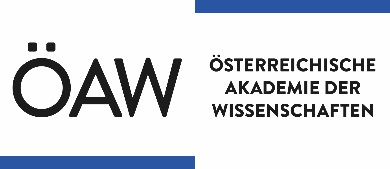 ÖAW
ÖSTERREICHISCHE
AKADEMIE DER
WISSENSCHAFTEN